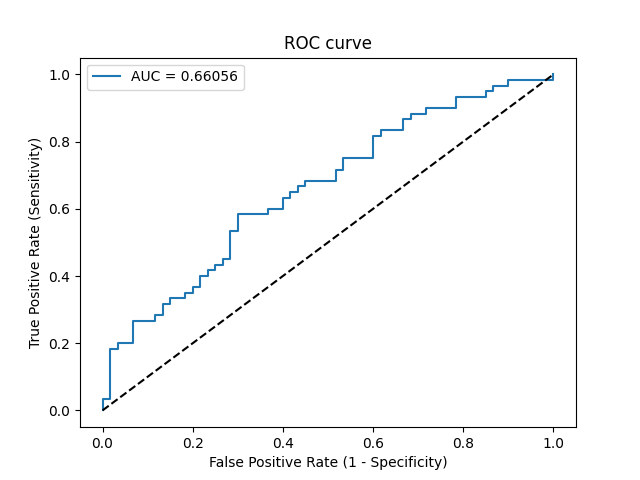 ROC curve
AUC = 0.66056
1.0
0.8
0.6
0.4
0.2
0.0
True Positive Rate (Sensitivity)
0.0 0.2 0.4 0.6 0.8 1.0
False Positive Rate (1 - Specificity)